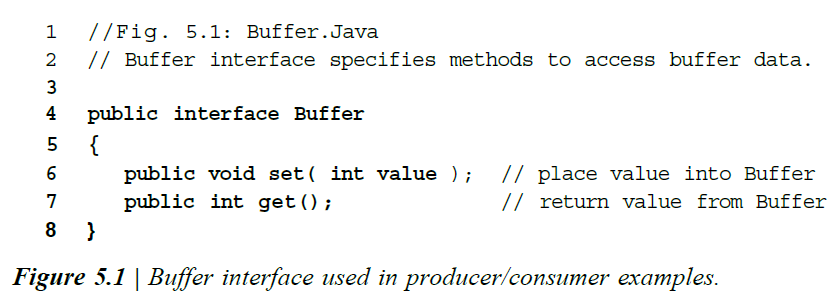 1 //Fig. 5.1: Buffer.Java
2 // Buffer interface specifies methods to access buffer data.
3
4 public interface Buffer
5 {
6 public void set( int value ); // place value into Buffer
7 public int get(); // return value from Buffer
8 }
Figure 5.1 | Buffer interface used in producer/consumer examples.